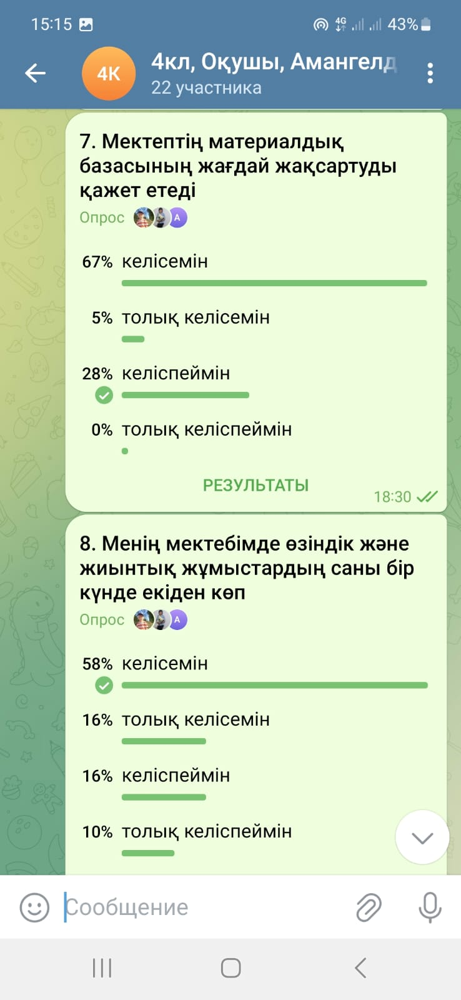 15:15 4G 43%
4K 4кл, Оқушы, Амангелд
22 участника
7. Мектептің материалдық
базасының жағдай жақсартуды
қажет етеді
Опрос A
67% келісемін
5% толық келісемін
28% келіспеймін
0% толық келіспеймін
РЕЗУЛЬТАТЫ
18:30
8. Менің мектебімде өзіндік және
жиынтық жұмыстардың саны бір
күнде екіден көп
Опрос A
58% келісемін
16% толық келісемін
16% келіспеймін
10% толық келіспеймін
Сообщение